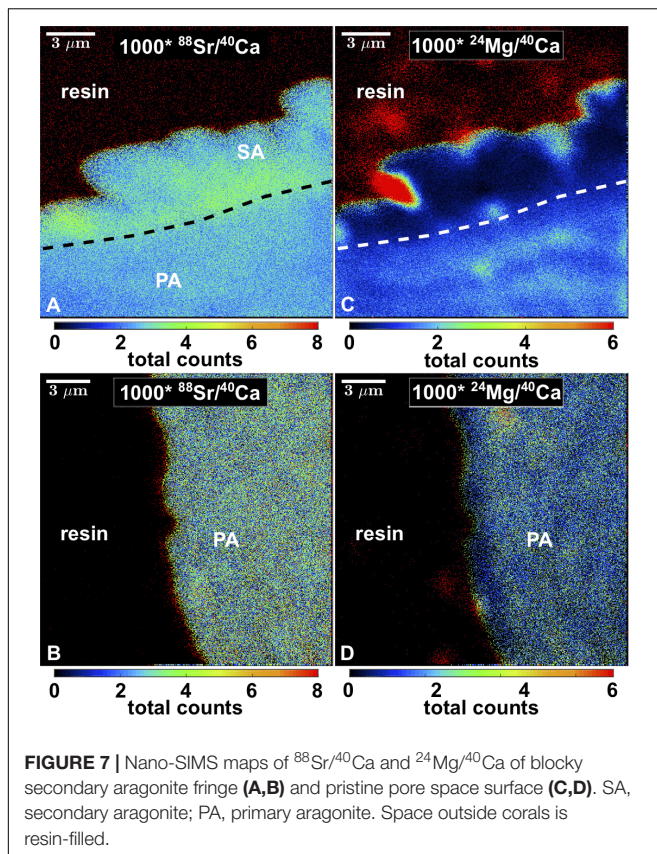 3 μm
1000* ⁸⁸Sr/⁴⁰Ca
resin
SA
PA
A
0 2 4 6 8
total counts
3 μm
1000* ²⁴Mg/⁴⁰Ca
resin
C
0 2 4 6
total counts
3 μm
1000* ⁸⁸Sr/⁴⁰Ca
resin
PA
B
0 2 4 6 8
total counts
3 μm
1000* ²⁴Mg/⁴⁰Ca
resin
PA
D
0 2 4 6
total counts
FIGURE 7 | Nano-SIMS maps of ⁸⁸Sr/⁴⁰Ca and ²⁴Mg/⁴⁰Ca of blocky
secondary aragonite fringe (A,B) and pristine pore space surface (C,D). SA,
secondary aragonite; PA, primary aragonite. Space outside corals is
resin-filled.